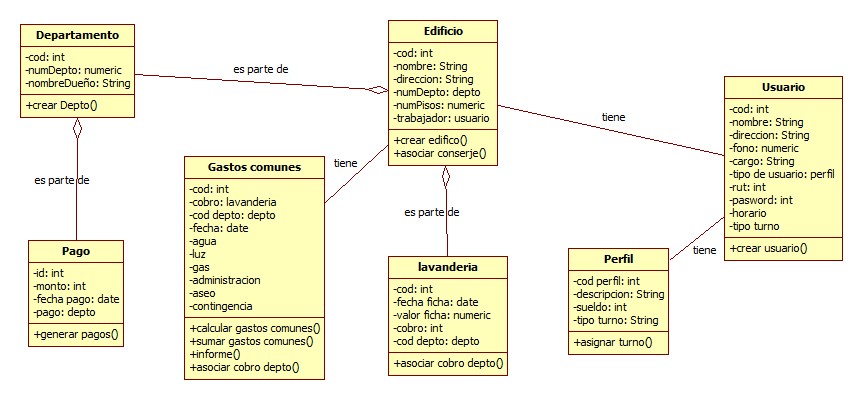 Departamento
-cod: int
-numDepto: numeric
-nombreDueño: String
+crear Depto()
es parte de
Edificio
-cod: int
-nombre: String
-direccion: String
-numDepto: depto
-numPisos: numeric
-trabajador: usuario
+crear edifico()
+asociar conserje()
tiene
Usuario
-cod: int
-nombre: String
-direccion: String
-fono: numeric
-cargo: String
-tipo de usuario: perfil
-rut: int
-pasword: int
-horario
-tipo turno
+crear usuario()
es parte de
Gastos comunes
-cod: int
-cobro: lavanderia
-cod depto: depto
-fecha: date
-agua
-luz
-gas
-administracion
-aseo
-contingencia
+calcular gastos comunes()
+sumar gastos comunes()
+informe()
+asociar cobro depto()
tiene
es parte de
Pago
-id: int
-monto: int
-fecha pago: date
-pago: depto
+generar pagos()
lavanderia
-cod: int
-fecha ficha: date
-valor ficha: numeric
-cobro: int
-cod depto: depto
+asociar cobro depto()
Perfil
-cod perfil: int
-descripcion: String
-sueldo: int
-tipo turno: String
+asignar turno()
tiene